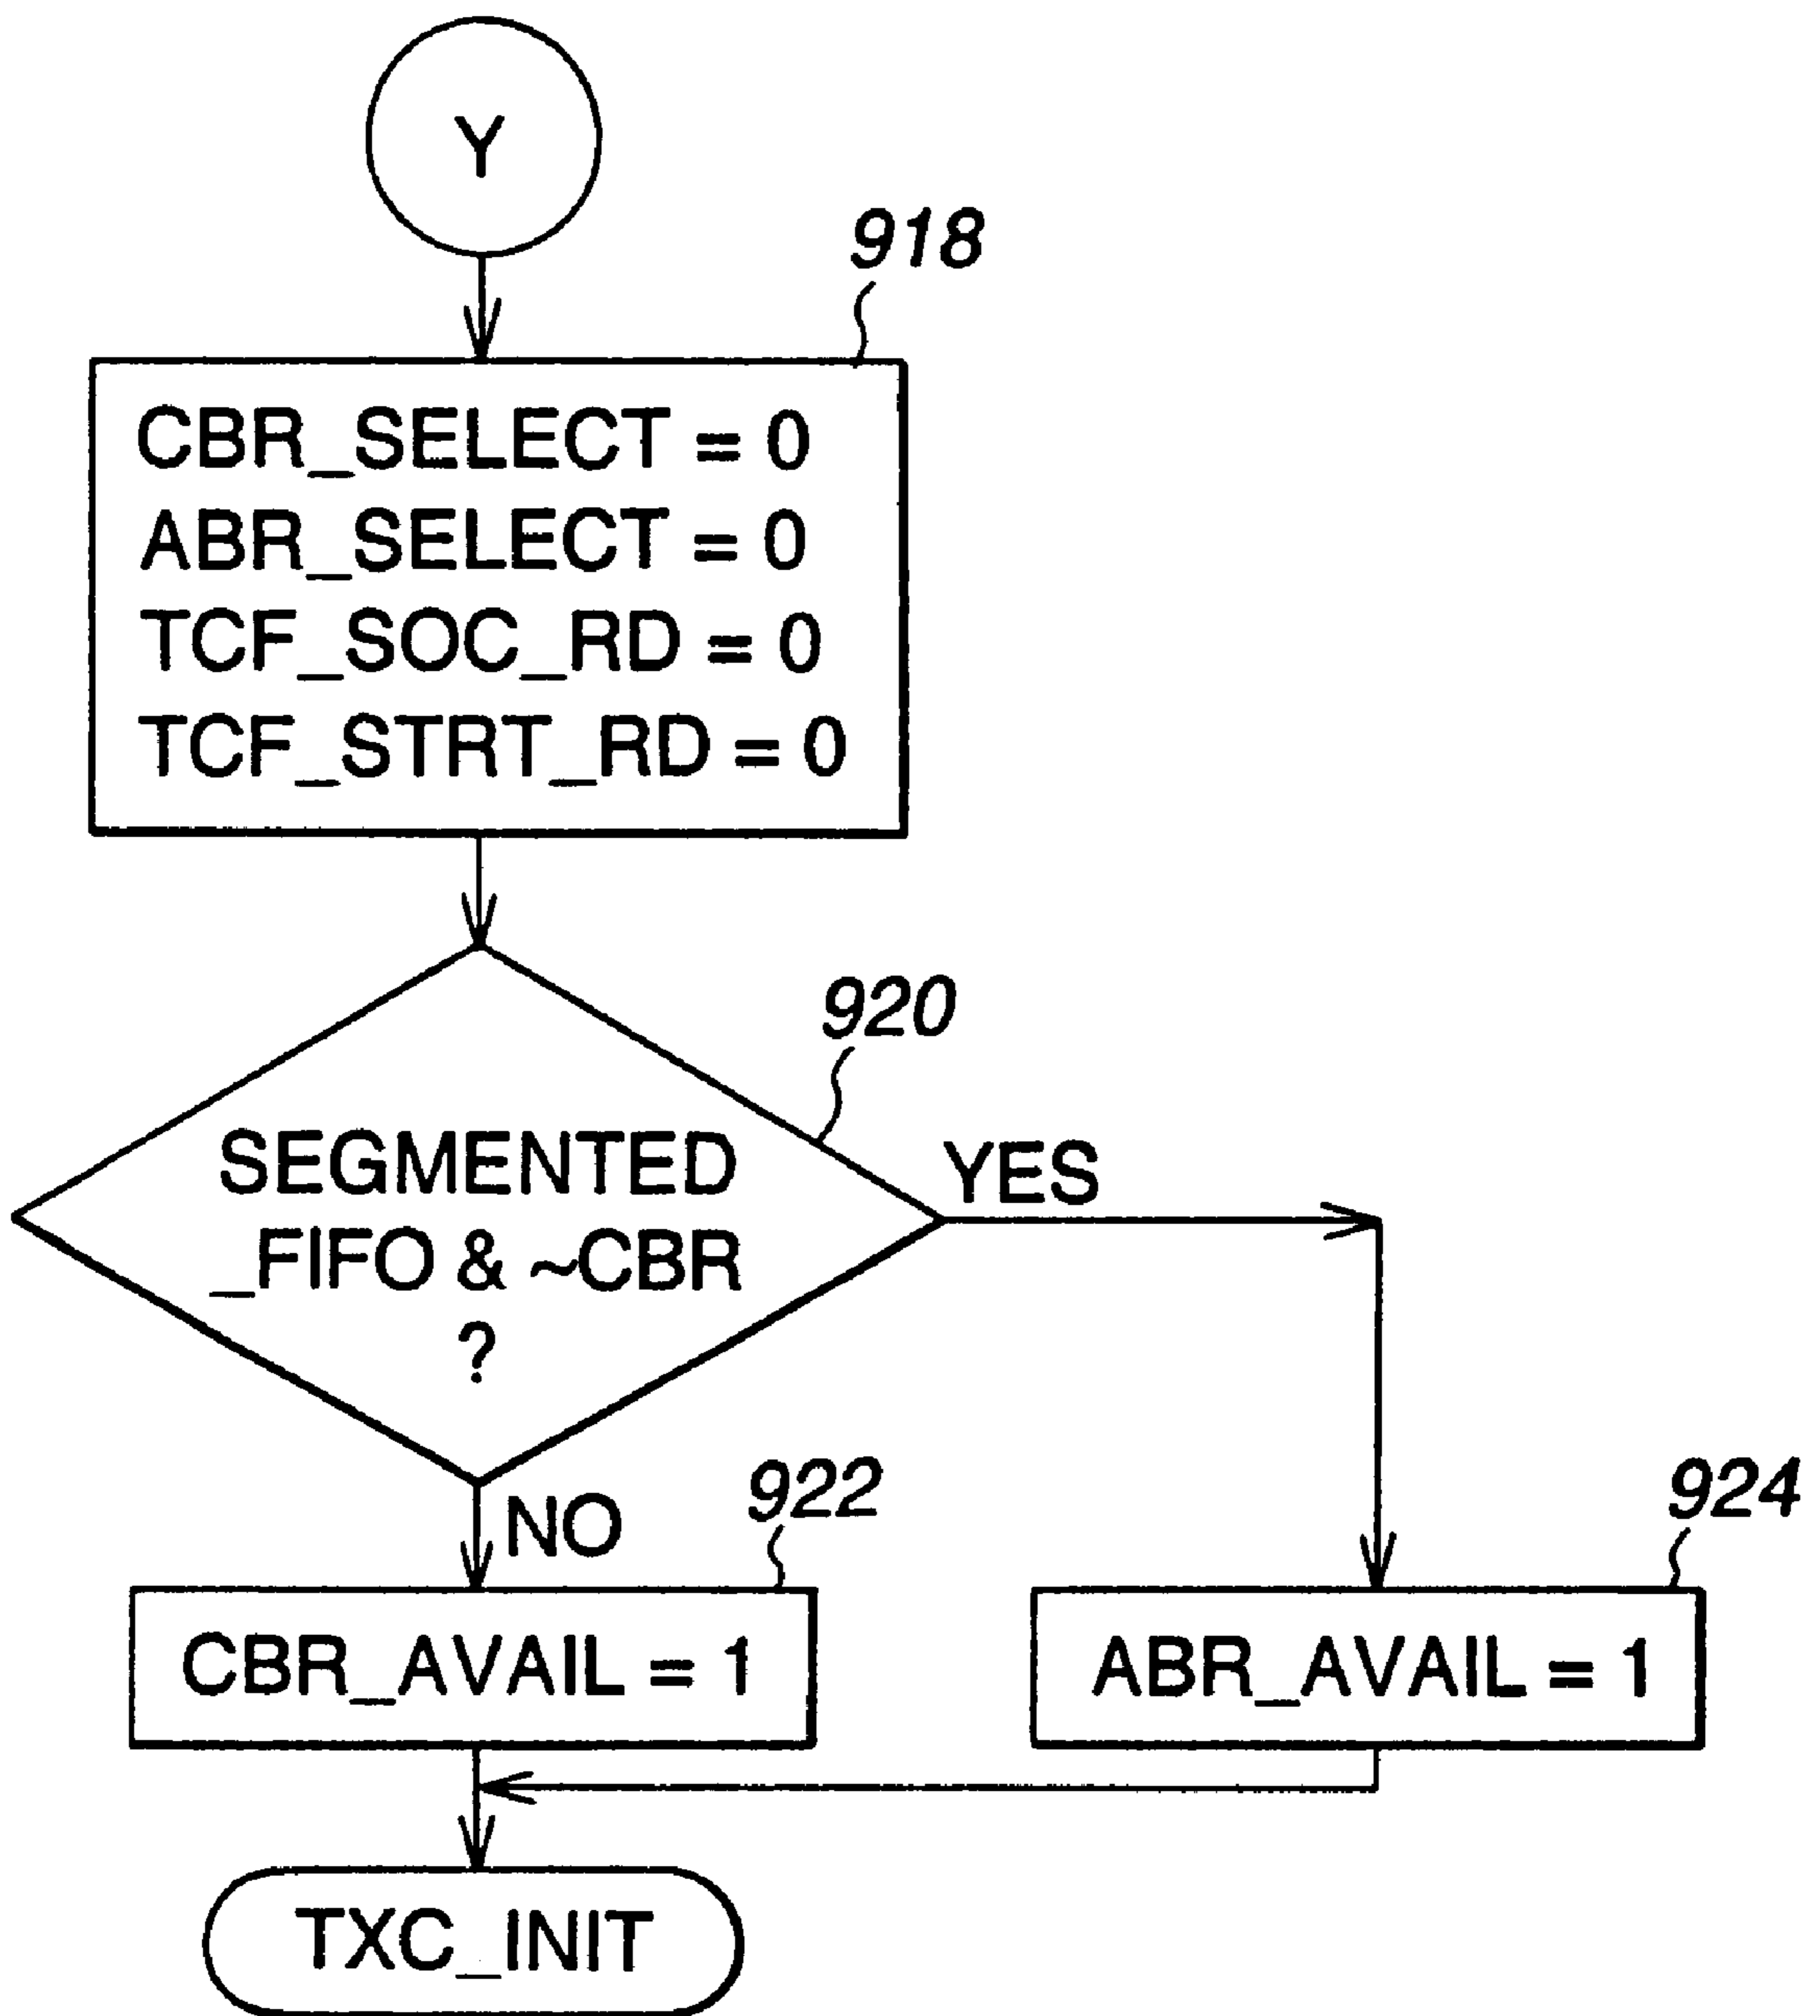 Y
918
CBR_SELECT = 0
ABR_SELECT = 0
TCF_SOC_RD = 0
TCF_STRT_RD = 0
920
SEGMENTED
_FIFO & ~CBR
?
YES
NO
922
924
CBR_AVAIL = 1
ABR_AVAIL = 1
TXC_INIT